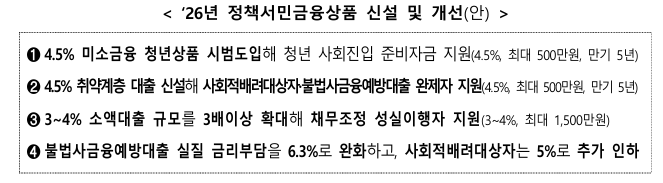 < ‘26년 정책서민금융상품 신설 및 개선(안) >
❶ 4.5% 미소금융 청년상품 시범도입해 청년 사회진입 준비자금 지원(4.5%, 최대 500만원, 만기 5년)
❷ 4.5% 취약계층 대출 신설해 사회적배려대상자·불법사금융예방대출 완제자 지원(4.5%, 최대 500만원, 만기 5년)
❸ 3~4% 소액대출 규모를 3배이상 확대해 채무조정 성실이행자 지원(3~4%, 최대 1,500만원)
❹ 불법사금융예방대출 실질 금리부담을 6.3%로 완화하고, 사회적배려대상자는 5%로 추가 인하